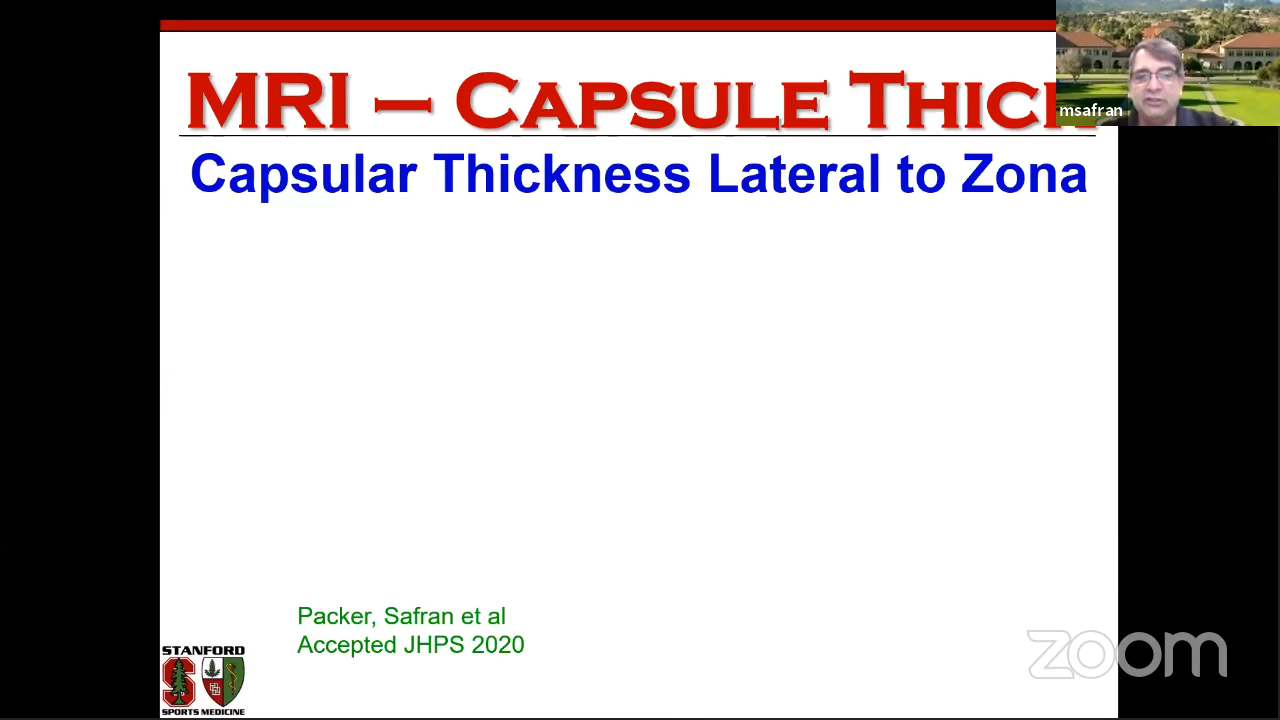 MRI – CAPSULE THICK
msafran
Capsular Thickness Lateral to Zona
Packer, Safran et al
Accepted JHPS 2020
STANFORD
S
SPORTS MEDICINE
zoom